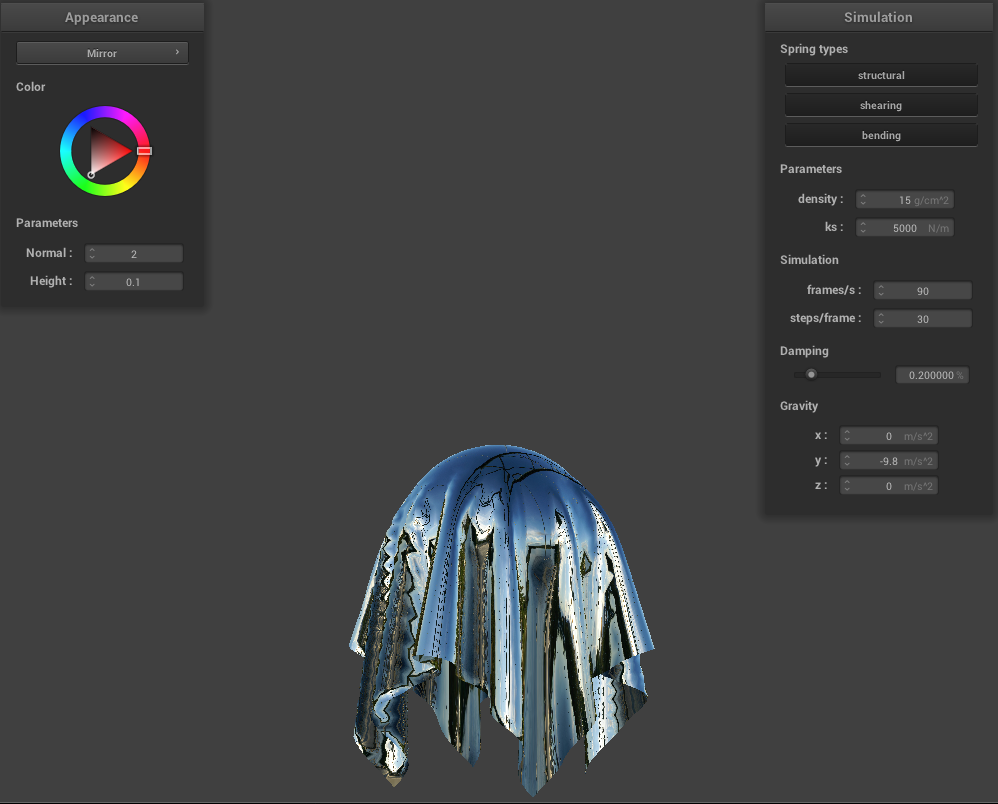 Appearance
Mirror
Color
Parameters
Normal : 2
Height : 0.1
Simulation
Spring types
structural
shearing
bending
Parameters
density : 15 g/cm^2
ks : 5000 N/m
Simulation
frames/s : 90
steps/frame : 30
Damping
0.200000 %
Gravity
x : 0 m/s^2
y : -9.8 m/s^2
z : 0 m/s^2